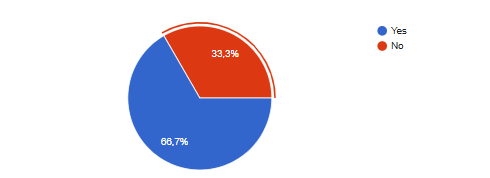 Yes
No
33,3%
66,7%